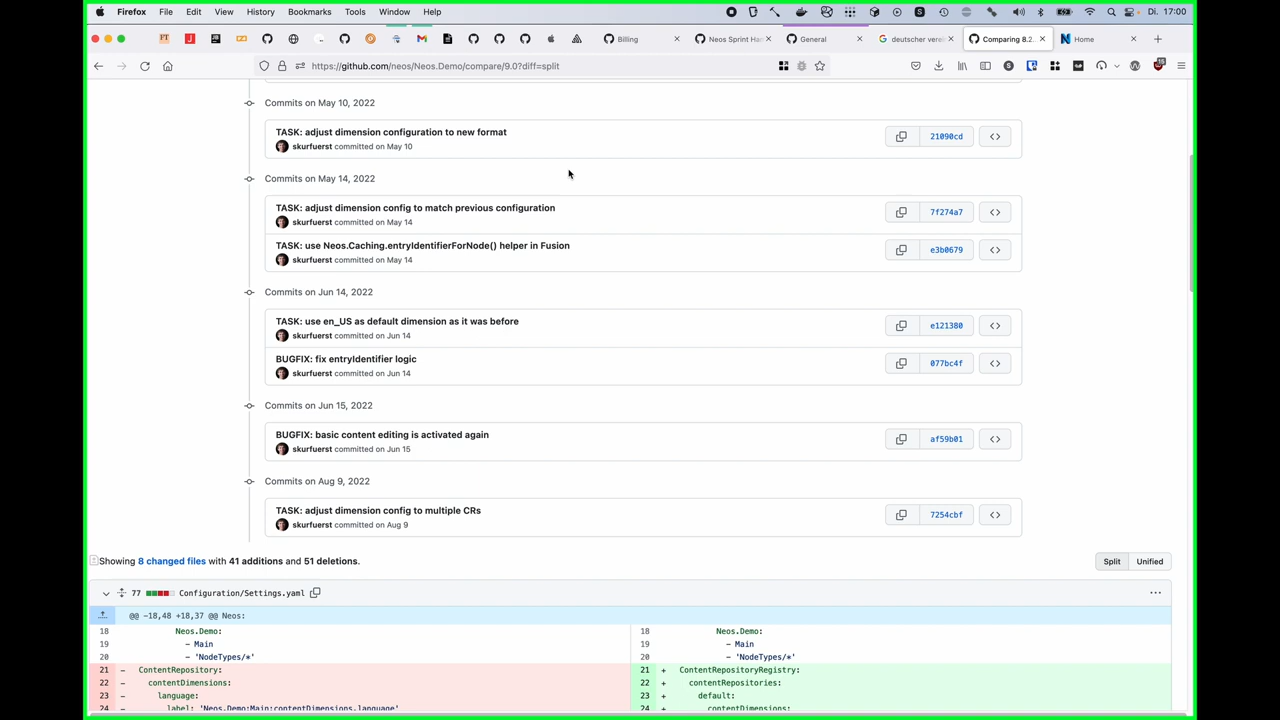 Firefox File Edit View History Bookmarks Tools Window Help Di. 17:00
FT J Billing Neos Sprint Har General deutscher verei Comparing 8.2... Home
https://github.com/neos/Neos.Demo/compare/9.0?diff=split
Commits on May 10, 2022
TASK: adjust dimension configuration to new format
21090cd
skurfuerst committed on May 10
Commits on May 14, 2022
TASK: adjust dimension config to match previous configuration
7f274a7
skurfuerst committed on May 14
TASK: use Neos.Caching.entryIdentifierForNode() helper in Fusion
e3b0679
skurfuerst committed on May 14
Commits on Jun 14, 2022
TASK: use en_US as default dimension as it was before
e121380
skurfuerst committed on Jun 14
BUGFIX: fix entryIdentifier logic
077bc4f
skurfuerst committed on Jun 14
Commits on Jun 15, 2022
BUGFIX: basic content editing is activated again
af59b01
skurfuerst committed on Jun 15
Commits on Aug 9, 2022
TASK: adjust dimension config to multiple CRs
7254cbf
skurfuerst committed on Aug 9
Showing 8 changed files with 41 additions and 51 deletions.
Split Unified
77 Configuration/Settings.yaml
@@ -18,48 +18,37 @@ Neos:
18 Neos.Demo: 18 Neos.Demo:
19 - Main 19 - Main
20 - 'NodeTypes/*' 20 - 'NodeTypes/*'
21 - ContentRepository: 21 + ContentRepositoryRegistry:
22 - contentDimensions: 22 + contentRepositories:
23 - language: 23 + default:
24 - label: 'Neos.Demo:Main:contentDimensions.language' 24 + contentDimensions: